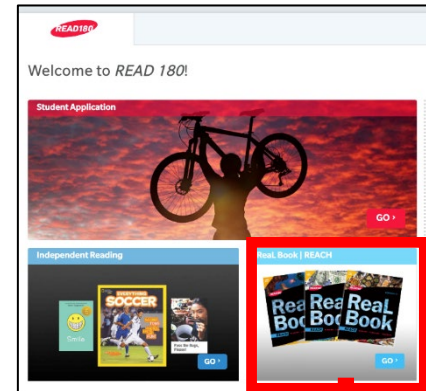 READ180
Welcome to READ 180!
Student Application
GO ›
Independent Reading
Smile
EVERYTHING
SOCCER
GO ›
ReaL Book | REACH
ReaL
Book
ReaL
Book
ReaL
Book
GO ›